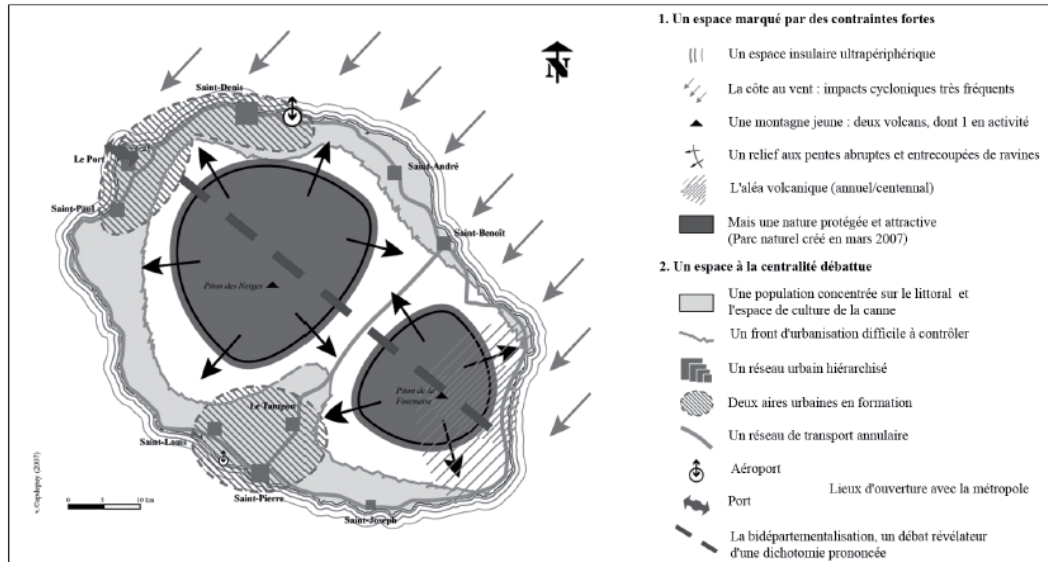 Saint-Denis
Le Port
Saint-Paul
Saint-André
Saint-Benoît
Piton des Neiges
Piton de la
Fournaise
Le Tampon
Saint-Louis
Saint-Pierre
Saint-Joseph
N
0 5 10 km
v. Capdepuy (2007)
1. Un espace marqué par des contraintes fortes
Un espace insulaire ultrapériphérique
La côte au vent : impacts cycloniques très fréquents
Une montagne jeune : deux volcans, dont 1 en activité
Un relief aux pentes abruptes et entrecoupées de ravines
L'aléa volcanique (annuel/centennal)
Mais une nature protégée et attractive
(Parc naturel créé en mars 2007)
2. Un espace à la centralité débattue
Une population concentrée sur le littoral et
l'espace de culture de la canne
Un front d'urbanisation difficile à contrôler
Un réseau urbain hiérarchisé
Deux aires urbaines en formation
Un réseau de transport annulaire
Aéroport
Lieux d'ouverture avec la métropole
Port
La bidépartementalisation, un débat révélateur
d'une dichotomie prononcée